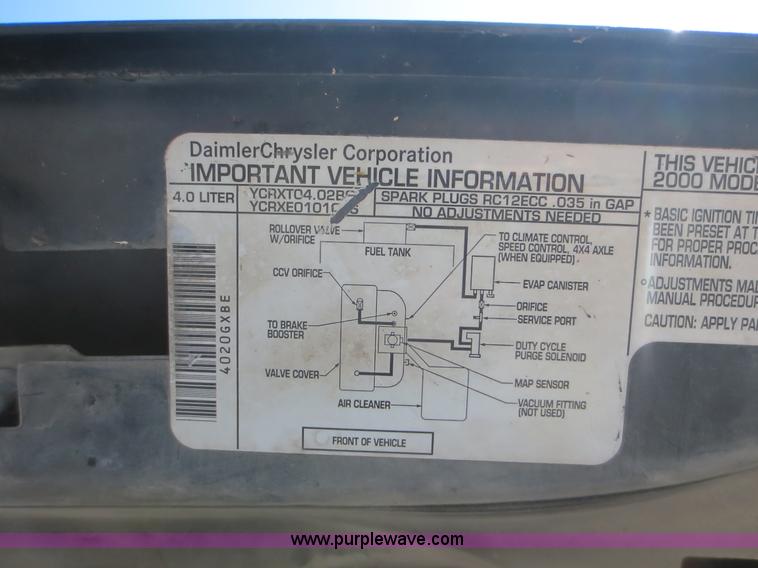 DaimlerChrysler Corporation
IMPORTANT VEHICLE INFORMATION
4.0 LITER
SPARK PLUGS RC12ECC .035 in GAP
NO ADJUSTMENTS NEEDED
ROLLOVER VALVE
W/ORIFICE
FUEL TANK
TO CLIMATE CONTROL,
SPEED CONTROL, 4X4 AXLE
(WHEN EQUIPPED)
CCV ORIFICE
EVAP CANISTER
ORIFICE
SERVICE PORT
TO BRAKE
BOOSTER
DUTY CYCLE
PURGE SOLENOID
VALVE COVER
MAP SENSOR
AIR CLEANER
VACUUM FITTING
(NOT USED)
FRONT OF VEHICLE
4020GXBE
THIS VEHIC
2000 MODE
* BASIC IGNITION TIM
BEEN PRESET AT T
FOR PROPER PROC
INFORMATION.
ADJUSTMENTS MAD
MANUAL PROCEDUR
CAUTION: APPLY PA
www.purplewave.com